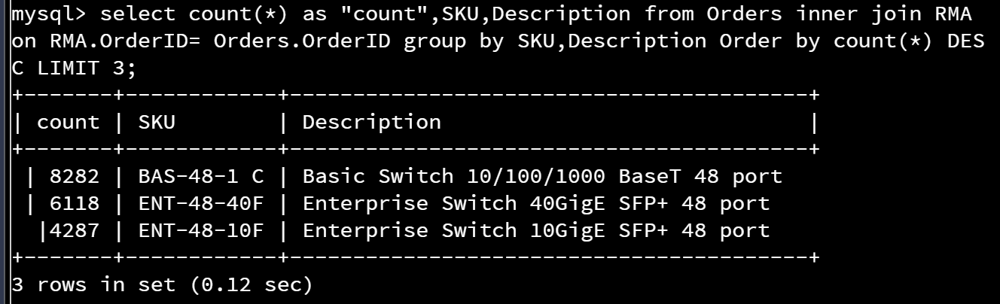 mysql> select count(*) as "count",SKU,Description from Orders inner join RMA
on RMA.OrderID= Orders.OrderID group by SKU,Description Order by count(*) DES
C LIMIT 3;
+-------+------------+----------------------------------------+
| count | SKU        | Description                            |
+-------+------------+----------------------------------------+
 | 8282 | BAS-48-1 C | Basic Switch 10/100/1000 BaseT 48 port
 | 6118 | ENT-48-40F | Enterprise Switch 40GigE SFP+ 48 port
  |4287 | ENT-48-10F | Enterprise Switch 10GigE SFP+ 48 port
+-------+------------+----------------------------------------+
3 rows in set (0.12 sec)